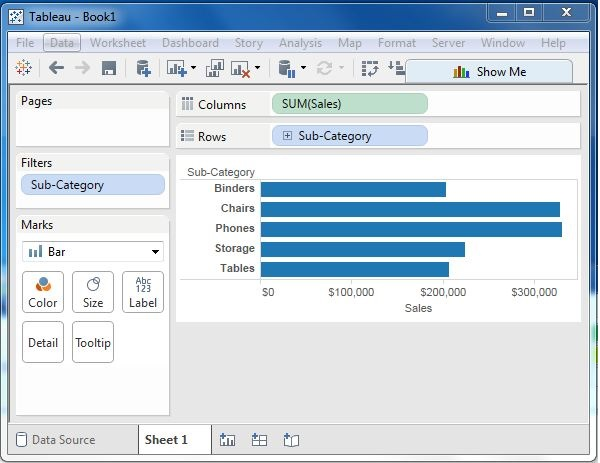 Tableau - Book1
File Data Worksheet Dashboard Story Analysis Map Format Server Window Help
Show Me
Pages
Columns SUM(Sales)
Rows Sub-Category
Filters
Sub-Category
Marks
Bar
Color Size Abc 123 Label
Detail Tooltip
Sub-Category
Binders
Chairs
Phones
Storage
Tables
$0 $100,000 $200,000 $300,000
Sales
Data Source Sheet 1